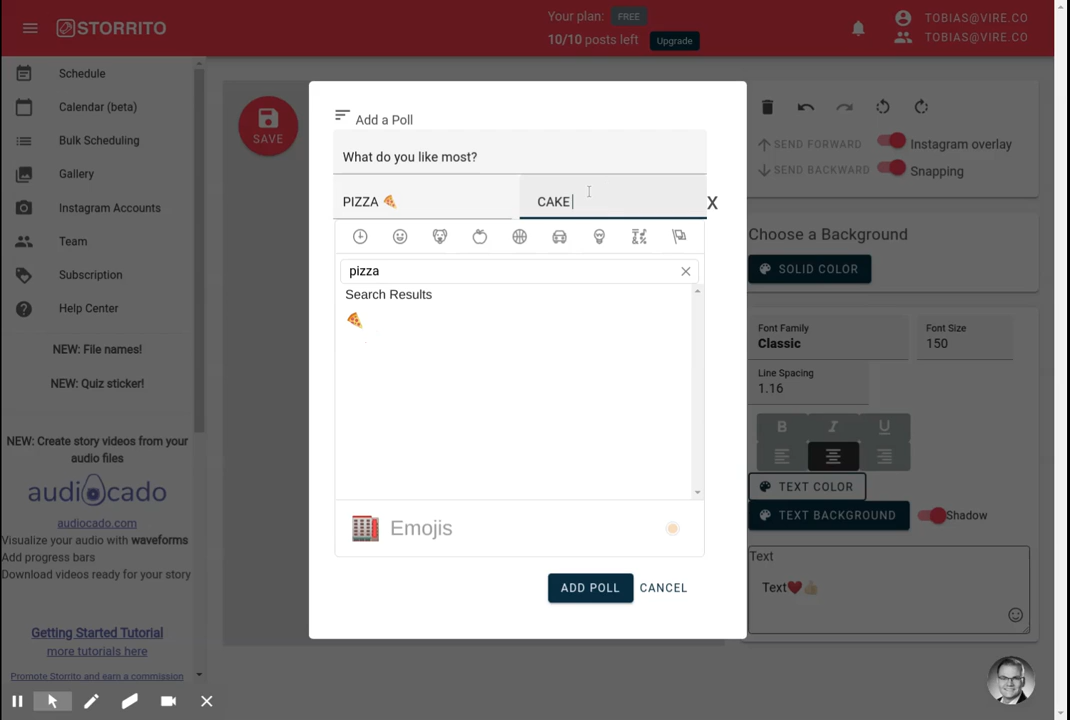 STORRITO
Your plan: FREE
10/10 posts left Upgrade
TOBIAS@VIRE.CO
TOBIAS@VIRE.CO
Schedule
Calendar (beta)
Bulk Scheduling
Gallery
Instagram Accounts
Team
Subscription
Help Center
NEW: File names!
NEW: Quiz sticker!
NEW: Create story videos from your
audio files
audiocado
audiocado.com
Visualize your audio with waveforms
Add progress bars
Download videos ready for your story
Getting Started Tutorial
more tutorials here
Promote Storrito and earn a commission
SAVE
Add a Poll
What do you like most?
PIZZA 🍕
CAKE
X
pizza
Search Results
🍕
Emojis
ADD POLL
CANCEL
SEND FORWARD
Instagram overlay
SEND BACKWARD
Snapping
Choose a Background
SOLID COLOR
Font Family
Classic
Font Size
150
Line Spacing
1.16
B I U
TEXT COLOR
TEXT BACKGROUND
Shadow
Text
Text❤️👍🏼